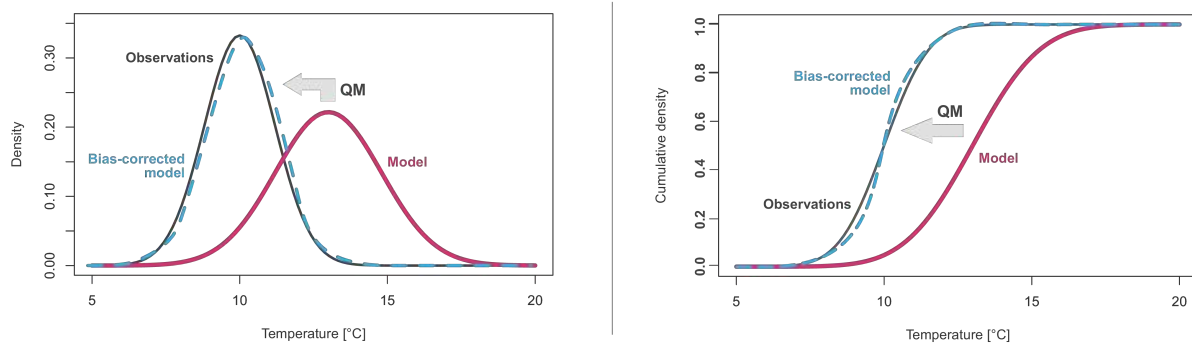 Observations
QM
Bias-corrected
model
Model
Density
0.00
0.10
0.20
0.30
5
10
15
20
Temperature [°C]
Bias-corrected
model
QM
Model
Observations
Cumulative density
0.0
0.2
0.4
0.6
0.8
1.0
5
10
15
20
Temperature [°C]